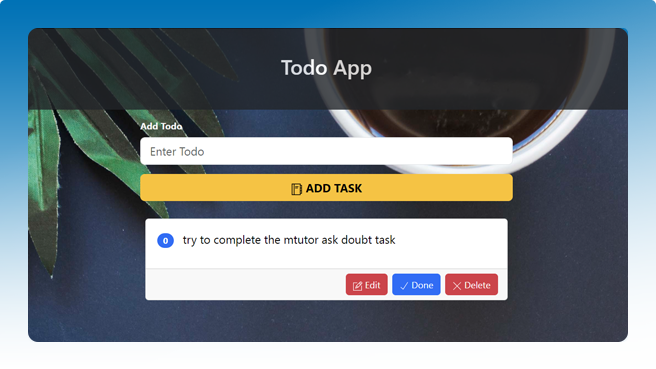 Todo App
Add Todo
Enter Todo
ADD TASK
0 try to complete the mtutor ask doubt task
Edit Done Delete